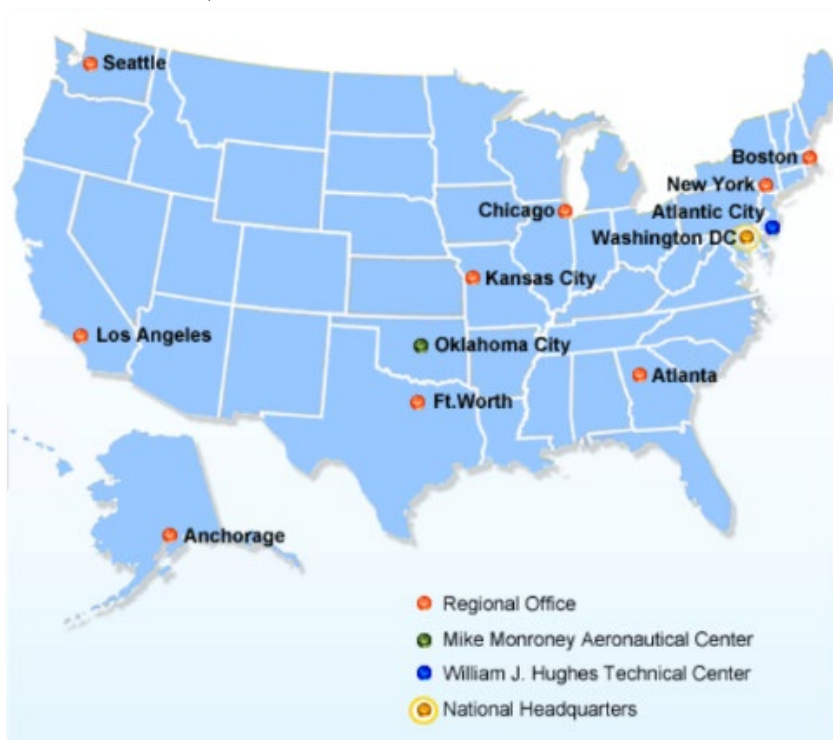 Seattle
Boston
New York
Chicago
Atlantic City
Washington DC
Kansas City
Los Angeles
Oklahoma City
Atlanta
Ft.Worth
Anchorage
Regional Office
Mike Monroney Aeronautical Center
William J. Hughes Technical Center
National Headquarters